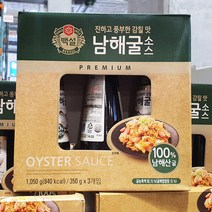 진하고 풍부한 감칠 맛
백설
남해굴소스
PREMIUM
OYSTER SAUCE
100%
남해산 굴
1,050 g(840 kcal) / 350 g × 3개입